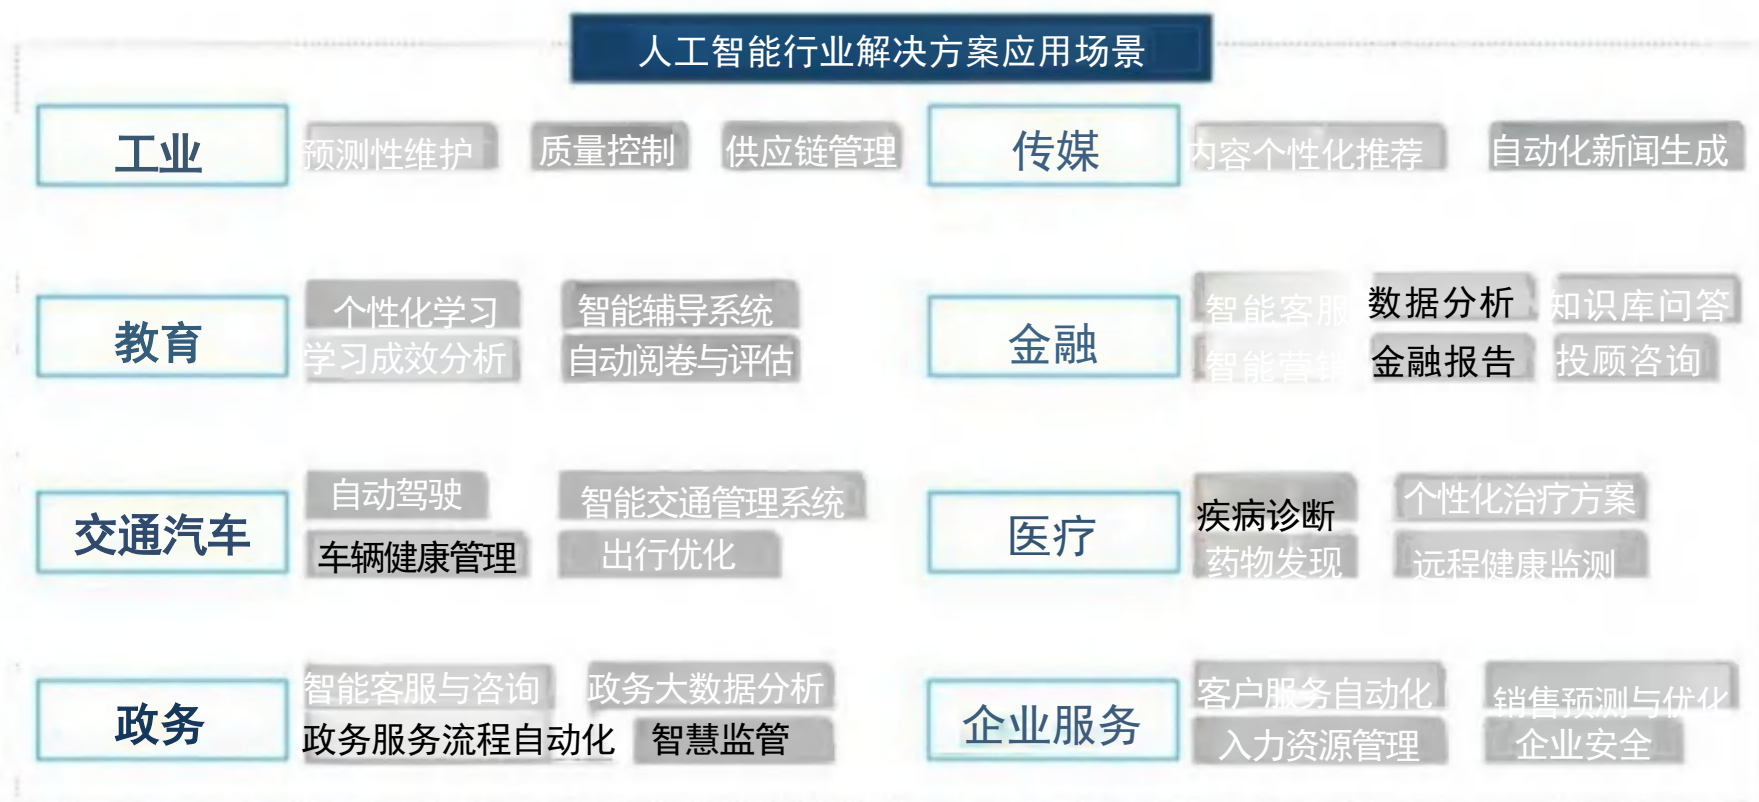 人工智能行业解决方案应用场景
工业
预测性维护 质量控制 供应链管理
传媒
内容个性化推荐 自动化新闻生成
教育
个性化学习 智能辅导系统
学习成效分析 自动阅卷与评估
金融
智能客服 数据分析 知识库问答
智能营销 金融报告 投顾咨询
交通汽车
自动驾驶 智能交通管理系统
车辆健康管理 出行优化
医疗
疾病诊断 个性化治疗方案
药物发现 远程健康监测
政务
智能客服与咨询 政务大数据分析
政务服务流程自动化 智慧监管
企业服务
客户服务自动化 销售预测与优化
入力资源管理 企业安全